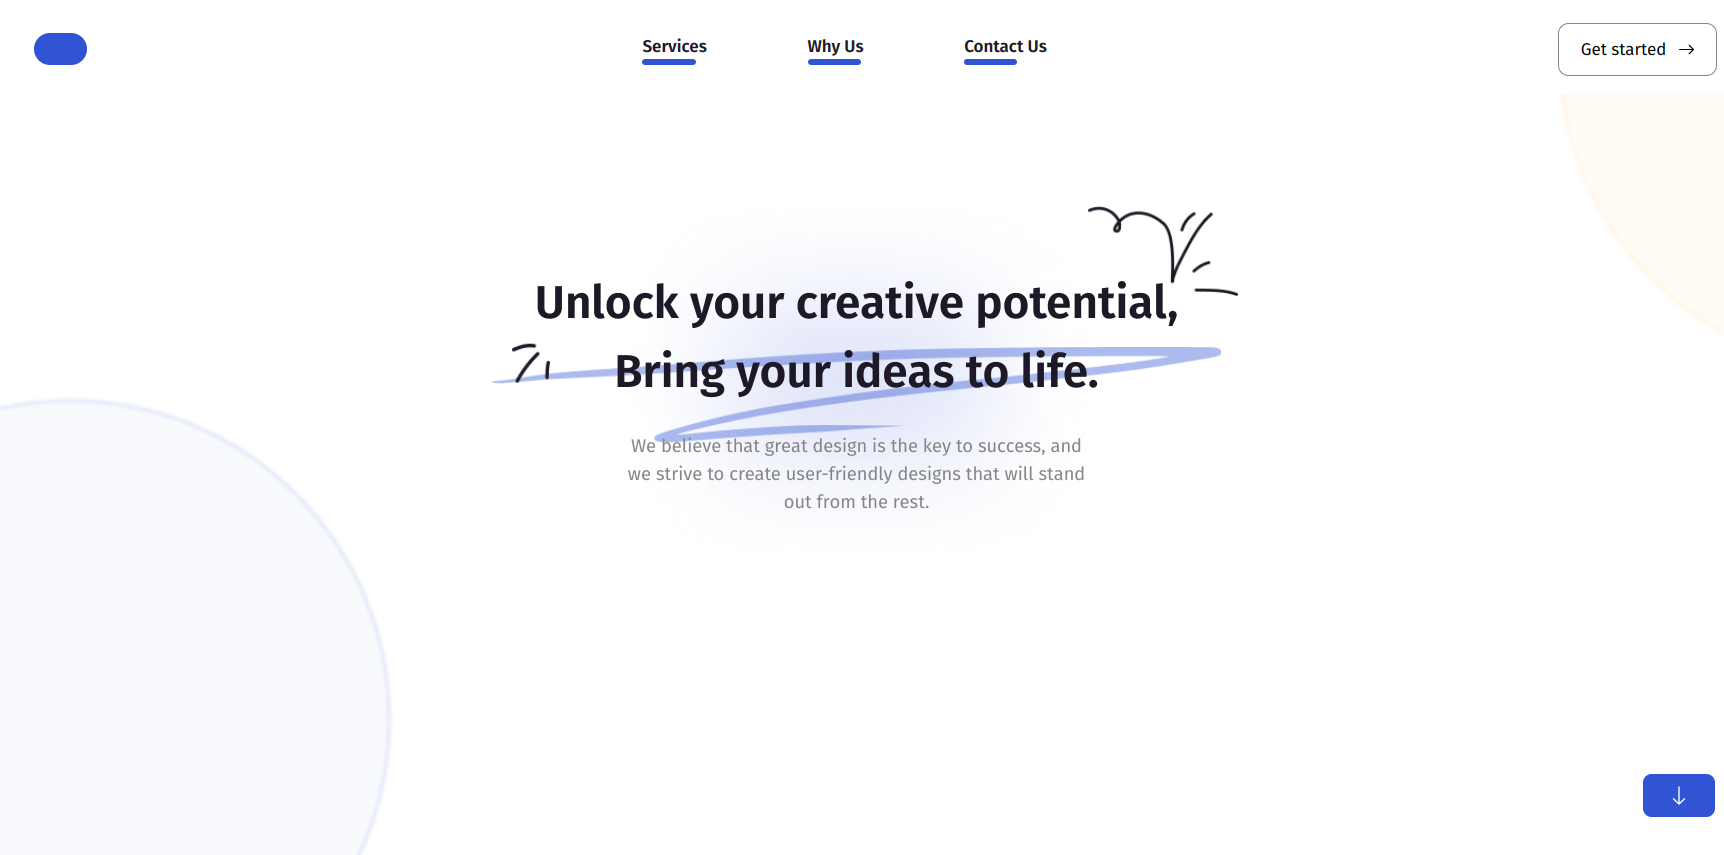 Services
Why Us
Contact Us
Get started
Unlock your creative potential,
Bring your ideas to life.
We believe that great design is the key to success, and
we strive to create user-friendly designs that will stand
out from the rest.